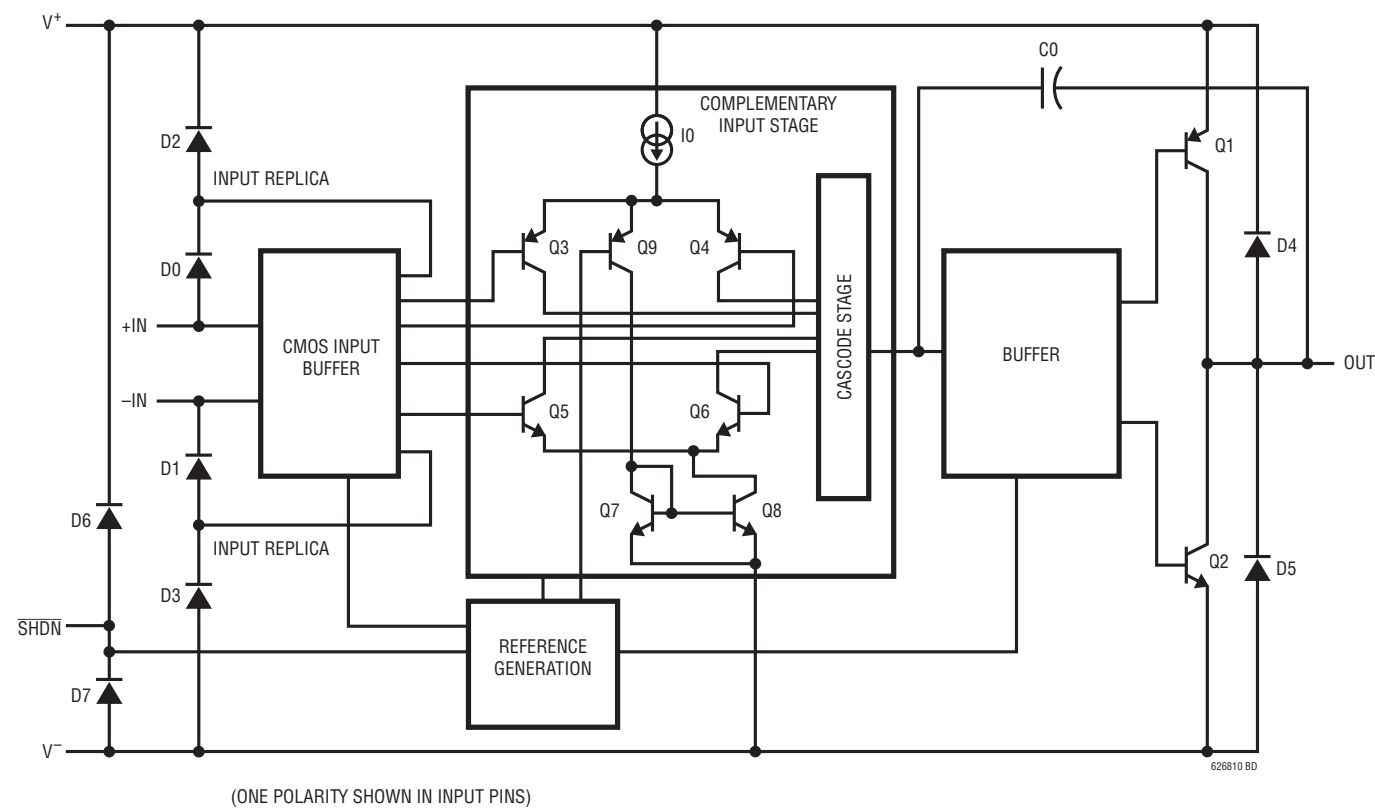 V+
C0
COMPLEMENTARY
INPUT STAGE
D2
I0
Q1
INPUT REPLICA
Q3
Q9
Q4
D4
D0
+IN
CMOS INPUT
BUFFER
CASCODE STAGE
BUFFER
OUT
–IN
Q5
Q6
D1
Q7
Q8
D6
INPUT REPLICA
Q2
D5
D3
SHDN
REFERENCE
GENERATION
D7
V–
626810 BD
(ONE POLARITY SHOWN IN INPUT PINS)